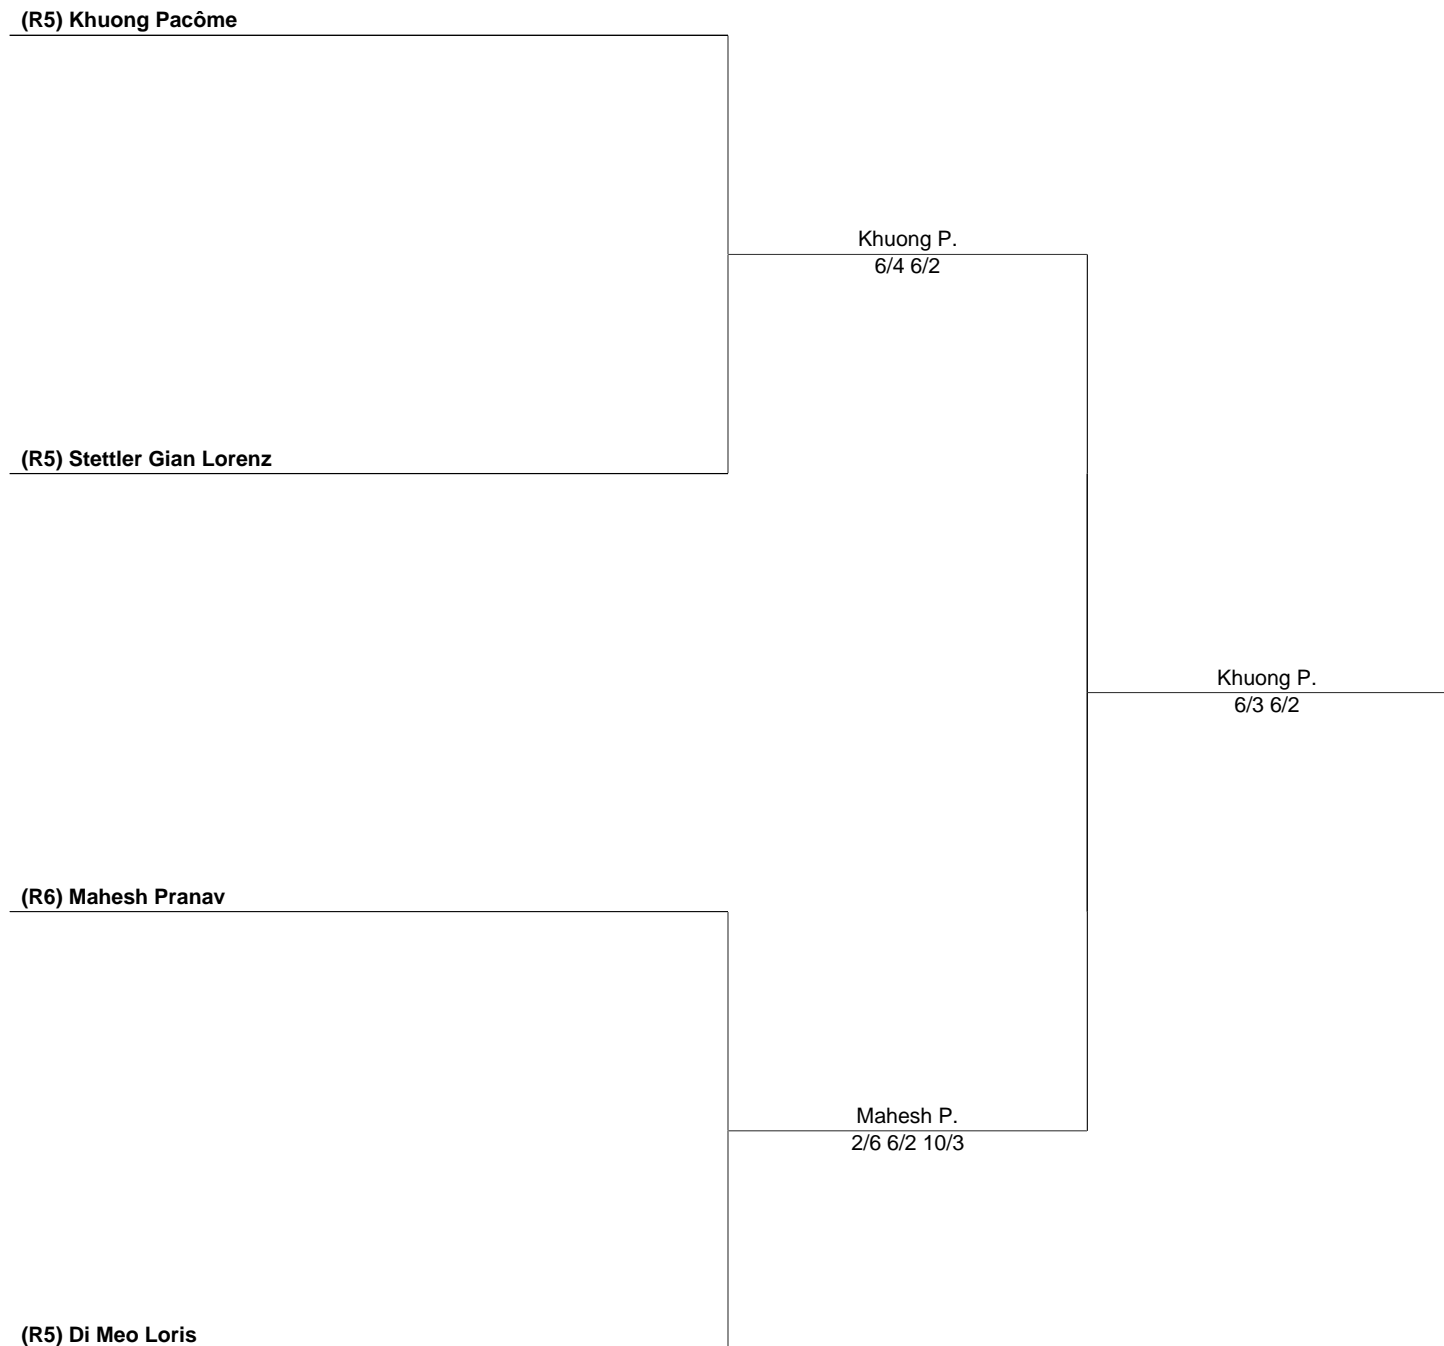 (R5) Khuong Pacôme
Khuong P.
6/4 6/2
(R5) Stettler Gian Lorenz
Khuong P.
6/3 6/2
(R6) Mahesh Pranav
Mahesh P.
2/6 6/2 10/3
(R5) Di Meo Loris